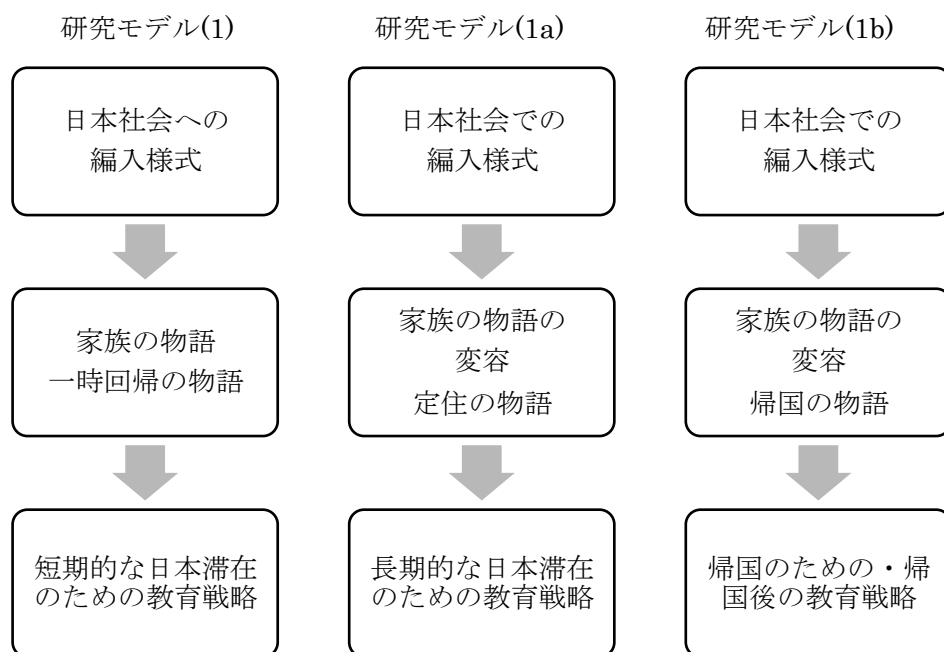 研究モデル(1)
研究モデル(1a)
研究モデル(1b)
日本社会への
編入様式
日本社会での
編入様式
日本社会での
編入様式
家族の物語
一時回帰の物語
家族の物語の
変容
定住の物語
家族の物語の
変容
帰国の物語
短期的な日本滞在
のための教育戦略
長期的な日本滞在
のための教育戦略
帰国のための・帰
国後の教育戦略